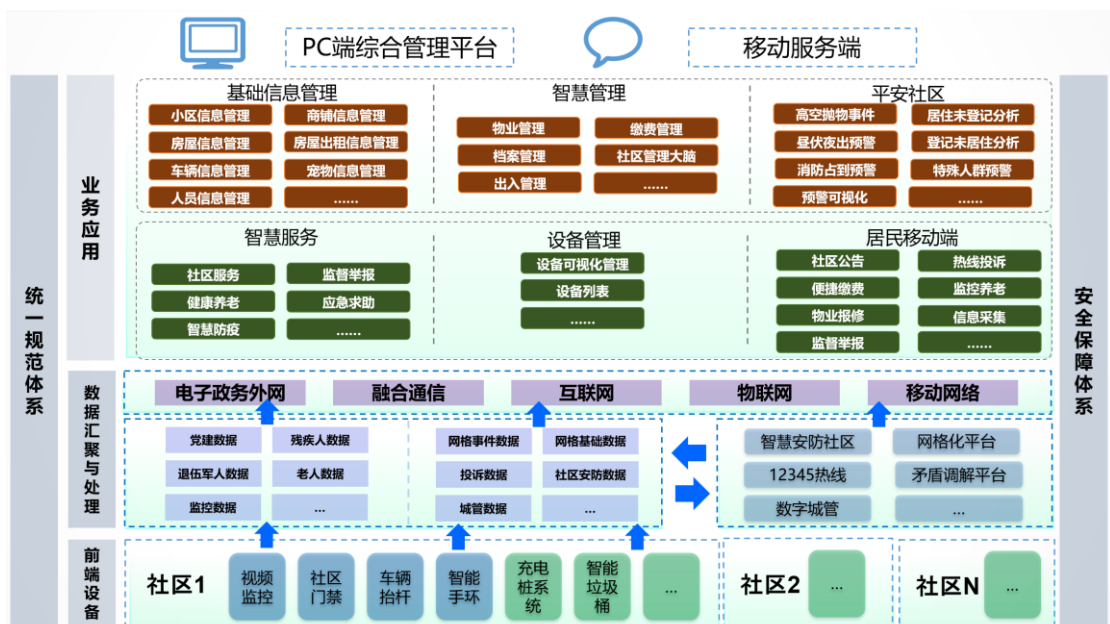 PC端综合管理平台
移动服务端
统一规范体系
业务应用
基础信息管理
小区信息管理
商铺信息管理
房屋信息管理
房屋出租信息管理
车辆信息管理
宠物信息管理
人员信息管理
......
智慧管理
物业管理
缴费管理
档案管理
社区管理大脑
出入管理
......
平安社区
高空抛物事件
居住未登记分析
昼伏夜出预警
登记未居住分析
消防占到预警
特殊人群预警
预警可视化
......
智慧服务
社区服务
监督举报
健康养老
应急求助
智慧防疫
......
设备管理
设备可视化管理
设备列表
......
居民移动端
社区公告
热线投诉
便捷缴费
监控养老
物业报修
信息采集
监督举报
......
安全保障体系
数据汇聚与处理
电子政务外网
融合通信
互联网
物联网
移动网络
党建数据
残疾人数据
退伍军人数据
老人数据
监控数据
...
网格事件数据
网格基础数据
投诉数据
社区安防数据
城管数据
...
智慧安防社区
网格化平台
12345热线
矛盾调解平台
数字城管
...
前端设备
社区1
视频
监控
社区
门禁
车辆
抬杆
智能
手环
充电
桩系
统
智能
垃圾
桶
...
社区2
...
社区N
...